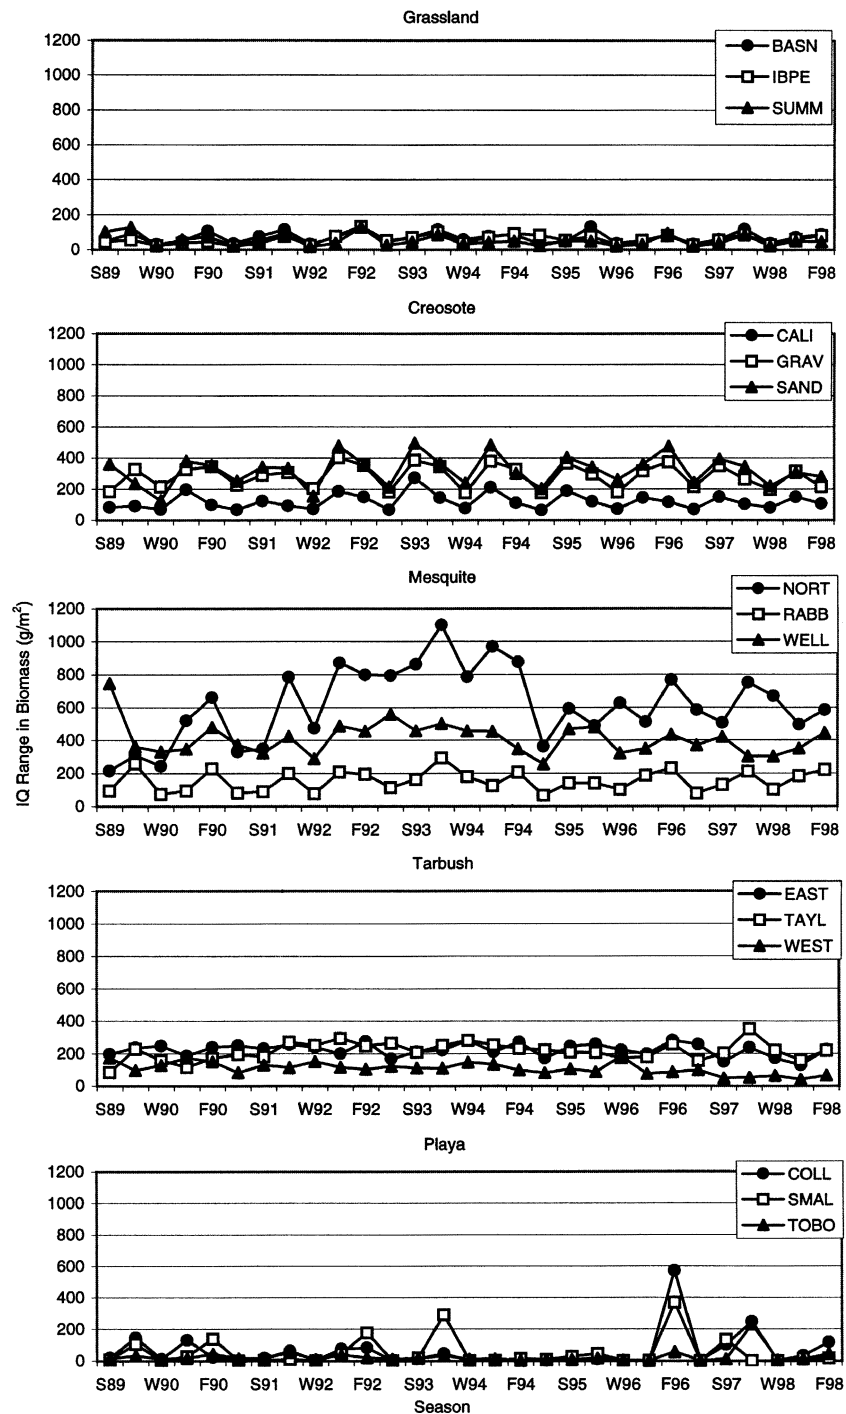 Grassland
1200
1000
800
600
400
200
0
BASN
IBPE
SUMM
S89 W90 F90 S91 W92 F92 S93 W94 F94 S95 W96 F96 S97 W98 F98
Creosote
1200
1000
800
600
400
200
0
CALI
GRAV
SAND
S89 W90 F90 S91 W92 F92 S93 W94 F94 S95 W96 F96 S97 W98 F98
IQ Range in Biomass (g/m²)
Mesquite
1200
1000
800
600
400
200
0
NORT
RABB
WELL
S89 W90 F90 S91 W92 F92 S93 W94 F94 S95 W96 F96 S97 W98 F98
Tarbush
1200
1000
800
600
400
200
0
EAST
TAYL
WEST
S89 W90 F90 S91 W92 F92 S93 W94 F94 S95 W96 F96 S97 W98 F98
Playa
1200
1000
800
600
400
200
0
COLL
SMAL
TOBO
S89 W90 F90 S91 W92 F92 S93 W94 F94 S95 W96 F96 S97 W98 F98
Season